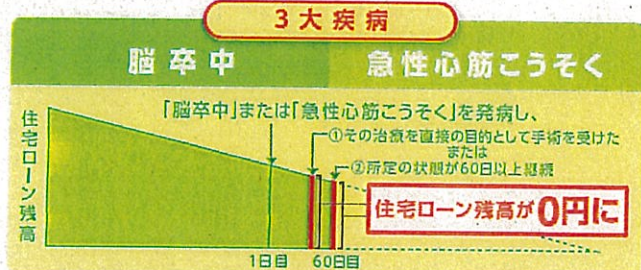 3大疾病
脳卒中
急性心筋こうそく
「脳卒中」または「急性心筋こうそく」を発病し、
①その治療を直接の目的として手術を受けた
または
②所定の状態が60日以上継続
住宅ローン残高
住宅ローン残高が0円に
1日目
60日目